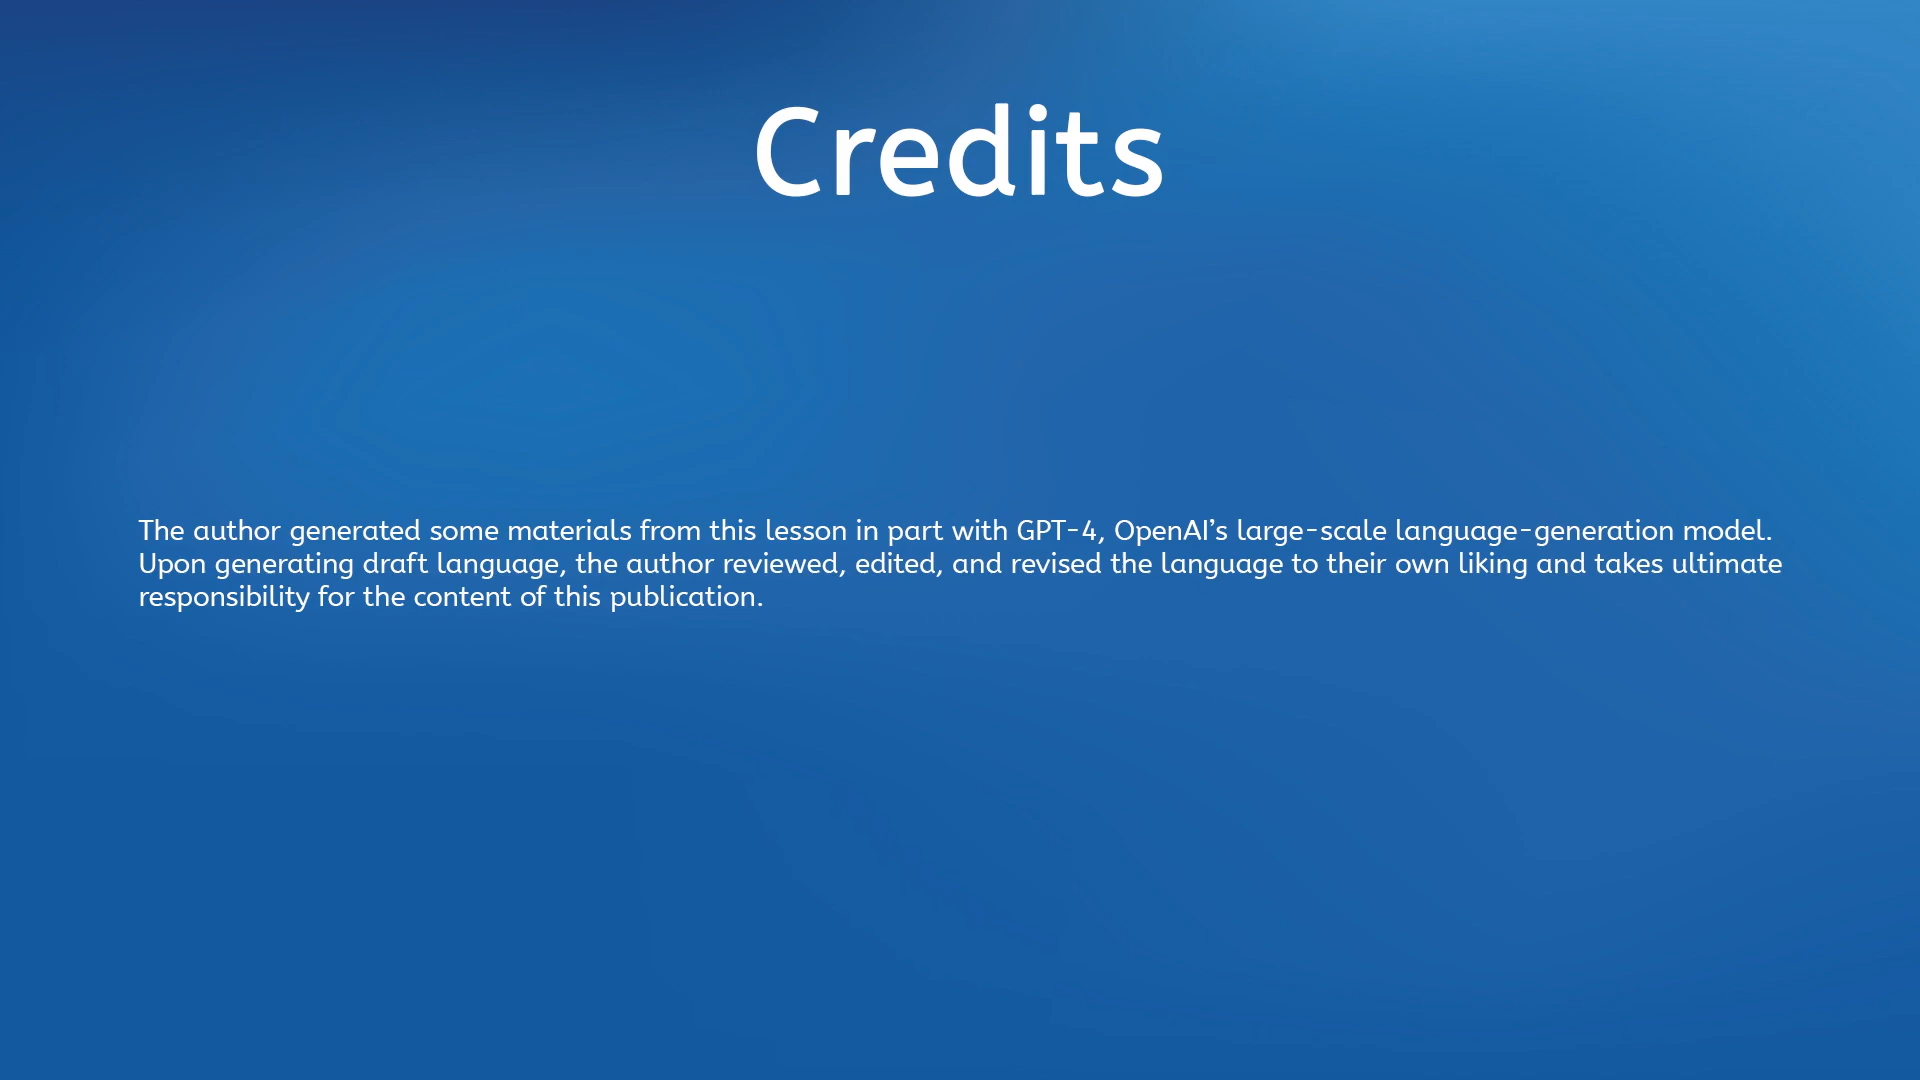 Credits
The author generated some materials from this lesson in part with GPT-4, OpenAI’s large-scale language-generation model.
Upon generating draft language, the author reviewed, edited, and revised the language to their own liking and takes ultimate
responsibility for the content of this publication.